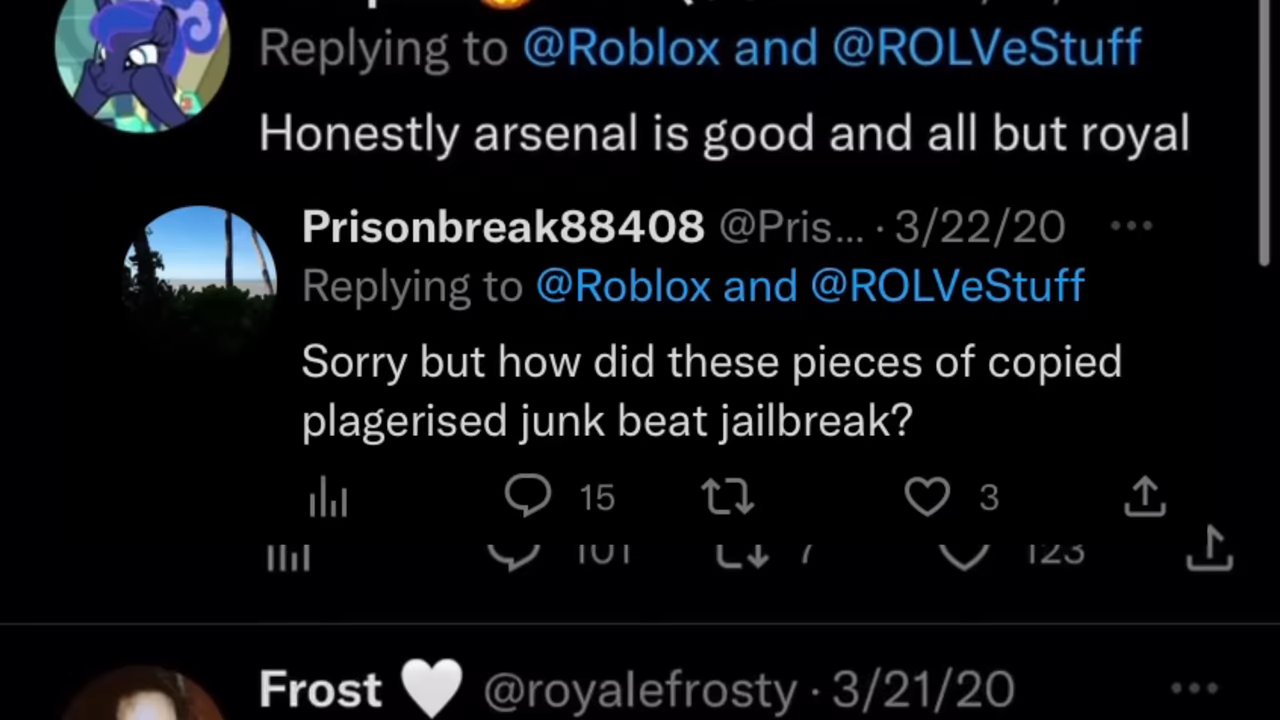 Replying to @Roblox and @ROLVeStuff
Honestly arsenal is good and all but royal
Prisonbreak88408 @Pris... · 3/22/20
Replying to @Roblox and @ROLVeStuff
Sorry but how did these pieces of copied
plagerised junk beat jailbreak?
15 3
101 7 123
Frost 🤍 @royalefrosty · 3/21/20